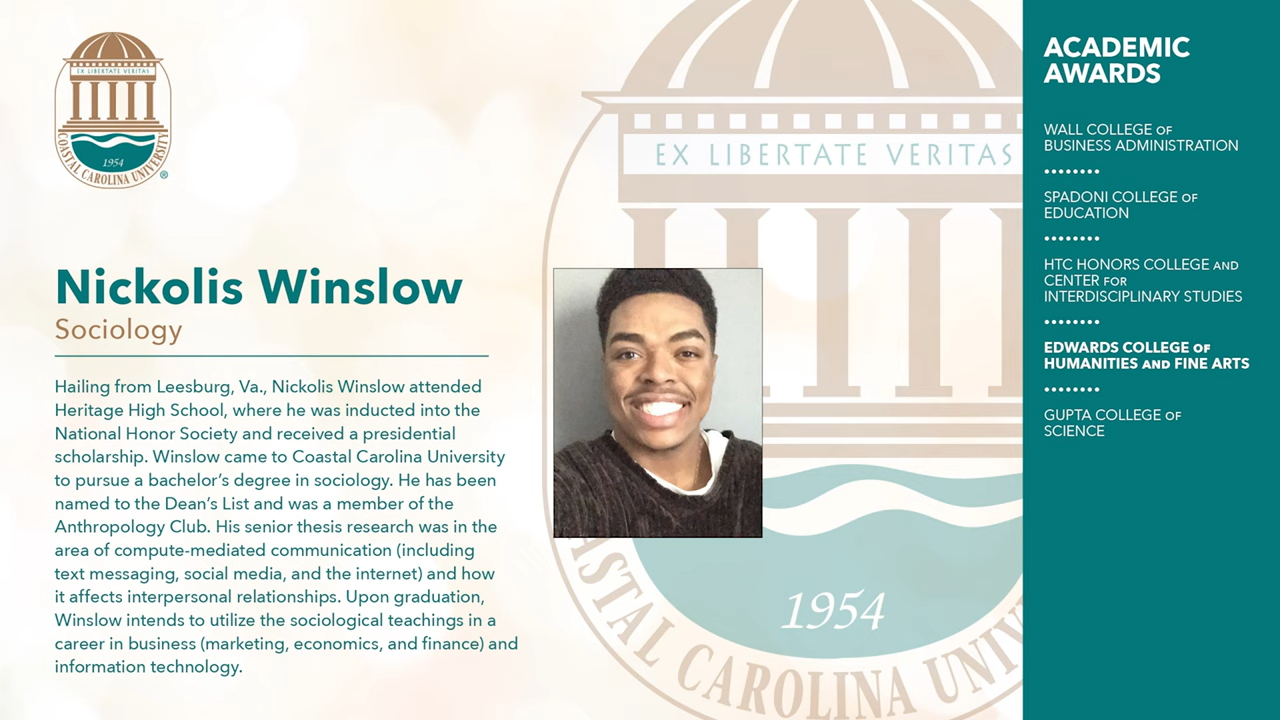 EX LIBERTATE VERITAS
1954
COASTAL CAROLINA UNIVERSITY
®
Nickolis Winslow
Sociology
Hailing from Leesburg, Va., Nickolis Winslow attended
Heritage High School, where he was inducted into the
National Honor Society and received a presidential
scholarship. Winslow came to Coastal Carolina University
to pursue a bachelor’s degree in sociology. He has been
named to the Dean’s List and was a member of the
Anthropology Club. His senior thesis research was in the
area of compute-mediated communication (including
text messaging, social media, and the internet) and how
it affects interpersonal relationships. Upon graduation,
Winslow intends to utilize the sociological teachings in a
career in business (marketing, economics, and finance) and
information technology.
EX LIBERTATE VERITAS
1954
ASTAL CAROLINA UNIV
ACADEMIC
AWARDS
WALL COLLEGE OF
BUSINESS ADMINISTRATION
SPADONI COLLEGE OF
EDUCATION
HTC HONORS COLLEGE AND
CENTER FOR
INTERDISCIPLINARY STUDIES
EDWARDS COLLEGE OF
HUMANITIES AND FINE ARTS
GUPTA COLLEGE OF
SCIENCE